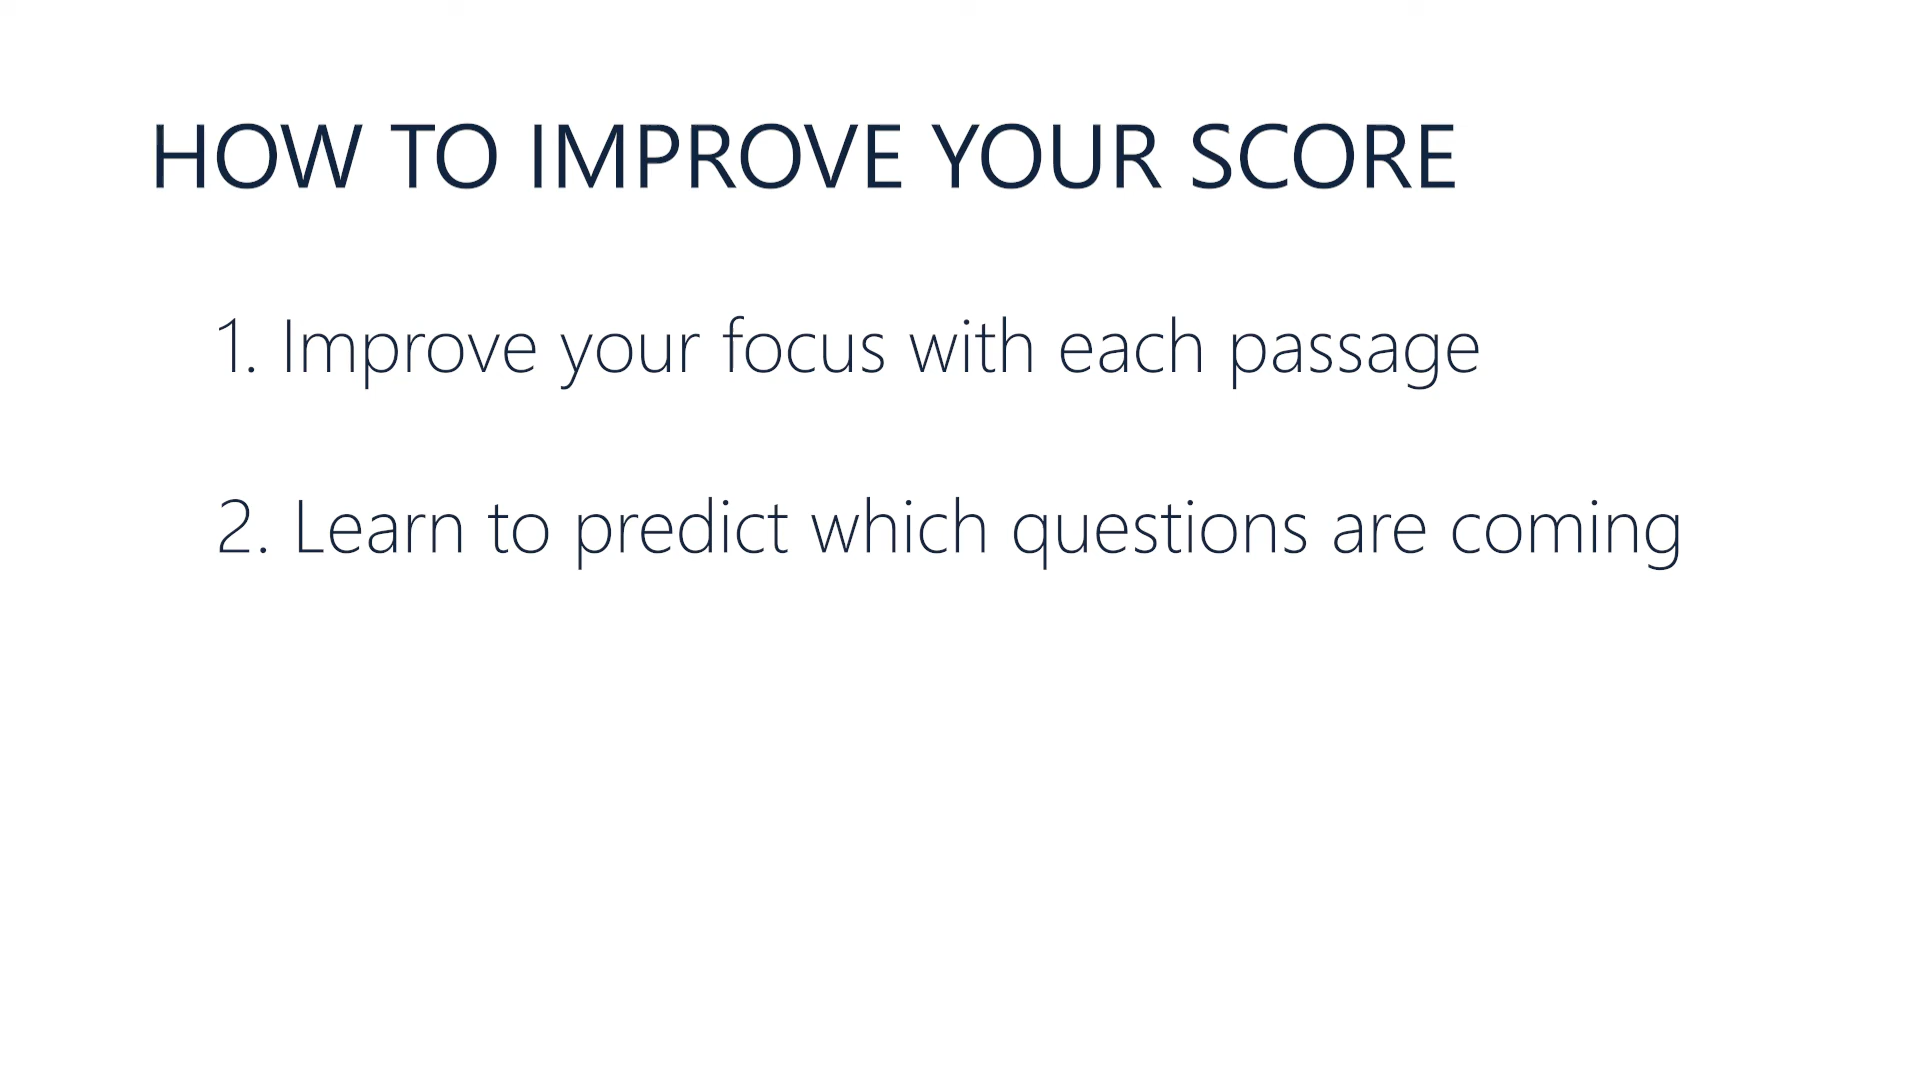 HOW TO IMPROVE YOUR SCORE
1. Improve your focus with each passage
2. Learn to predict which questions are coming